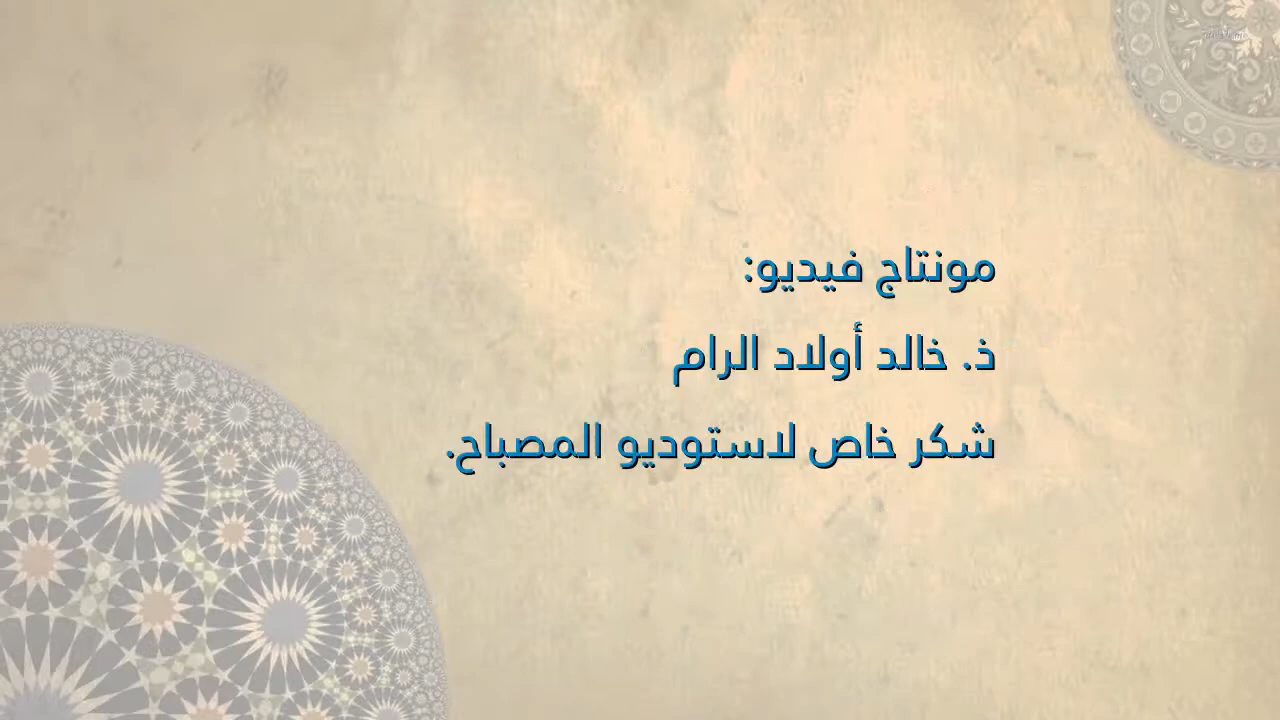 مونتاج فيديو:
ذ. خالد أولاد الرام
شكر خاص لاستوديو المصباح.